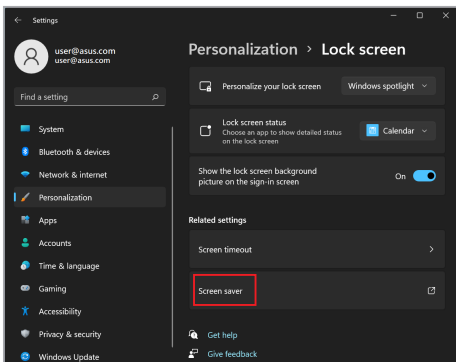 Settings
user@asus.com
user@asus.com
Find a setting
System
Bluetooth & devices
Network & internet
Personalization
Apps
Accounts
Time & language
Gaming
Accessibility
Privacy & security
Windows Update
Personalization > Lock screen
Personalize your lock screen
Windows spotlight
Lock screen status
Choose an app to show detailed status
on the lock screen
Calendar
Show the lock screen background
picture on the sign-in screen
On
Related settings
Screen timeout
Screen saver
Get help
Give feedback